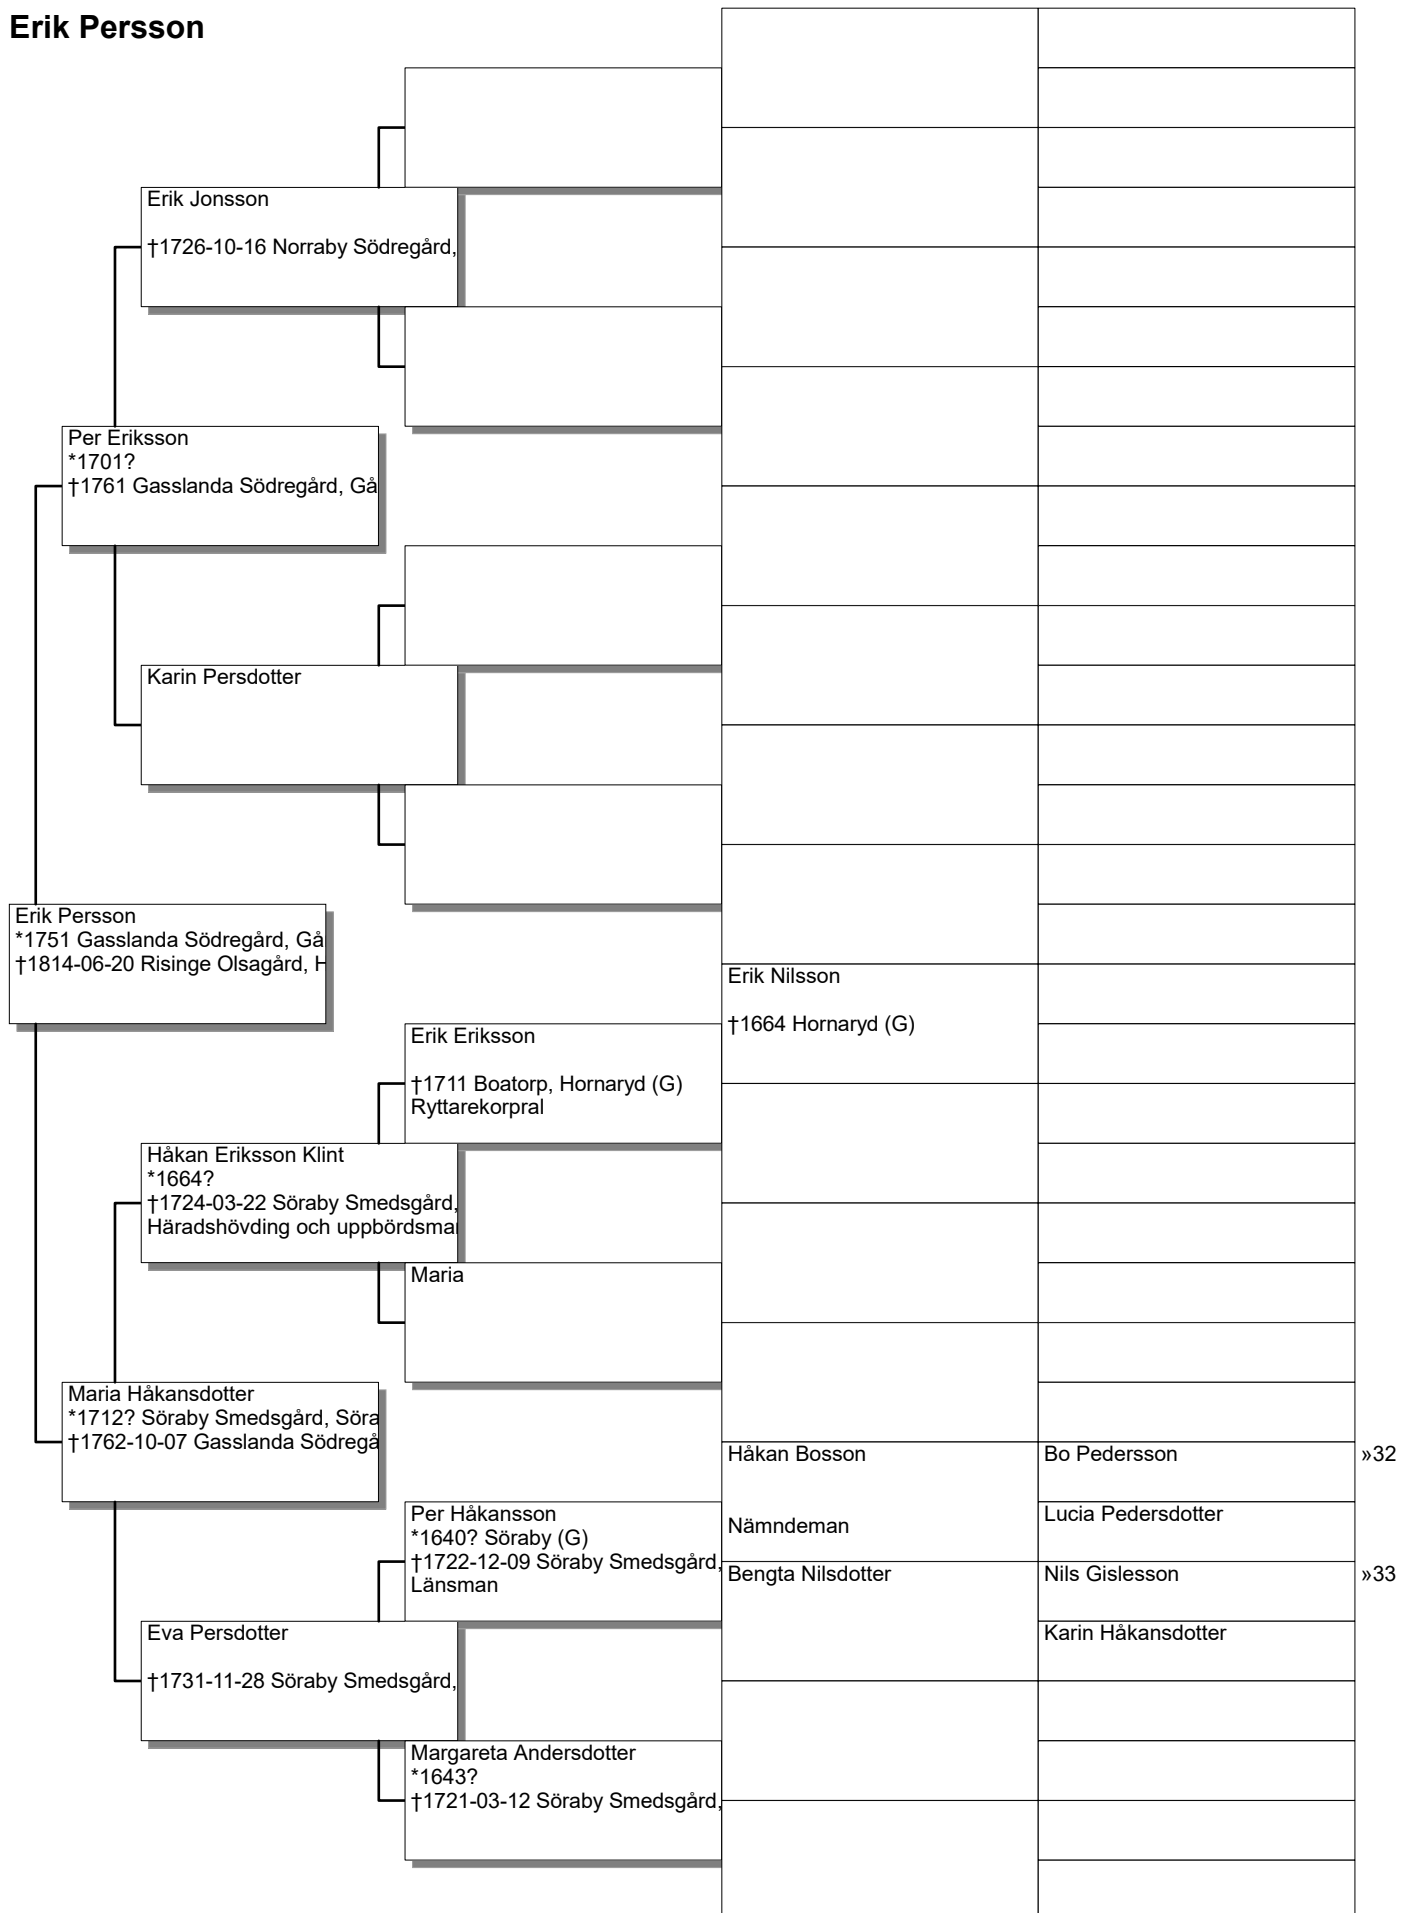 Erik Persson
Erik Jonsson
†1726-10-16 Norraby Södregård,
Per Eriksson
*1701?
†1761 Gasslanda Södregård, Gå
Karin Persdotter
Erik Persson
*1751 Gasslanda Södregård, Gå
†1814-06-20 Risinge Olsagård, H
Erik Nilsson
†1664 Hornaryd (G)
Erik Eriksson
†1711 Boatorp, Hornaryd (G)
Ryttarekorpral
Håkan Eriksson Klint
*1664?
†1724-03-22 Söraby Smedsgård,
Häradshövding och uppbördsman
Maria
Maria Håkansdotter
*1712? Söraby Smedsgård, Söra
†1762-10-07 Gasslanda Södregå
Håkan Bosson
Nämndeman
Bo Pedersson
»32
Lucia Pedersdotter
Per Håkansson
*1640? Söraby (G)
†1722-12-09 Söraby Smedsgård,
Länsman
Bengta Nilsdotter
Nils Gislesson
»33
Karin Håkansdotter
Eva Persdotter
†1731-11-28 Söraby Smedsgård,
Margareta Andersdotter
*1643?
†1721-03-12 Söraby Smedsgård,